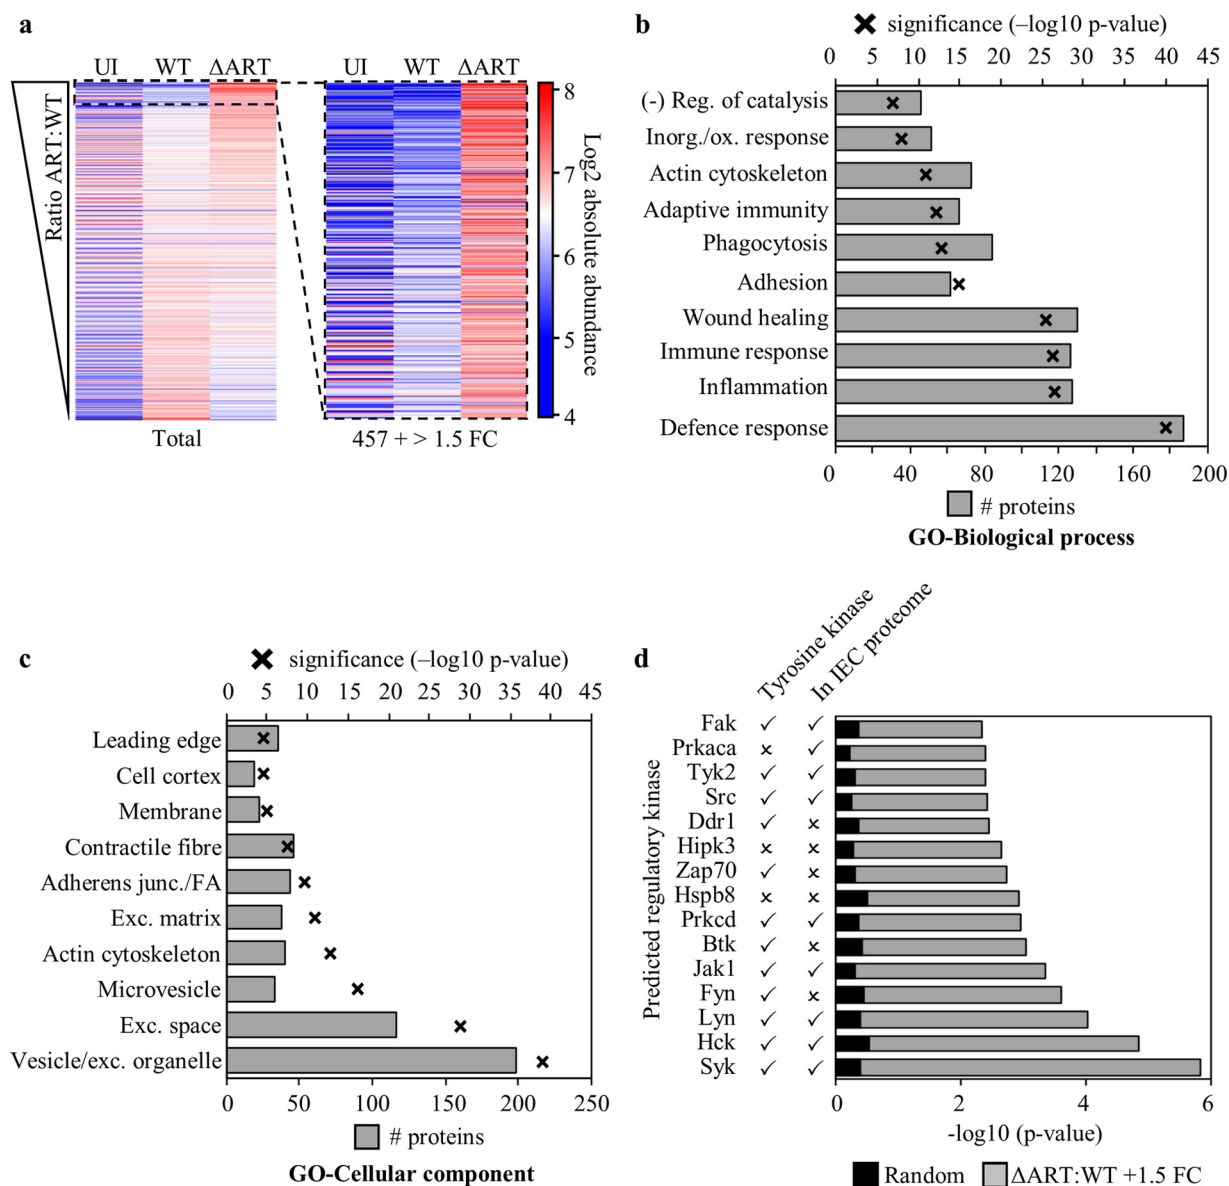 a
UI WT ΔART
UI WT ΔART
Ratio ART:WT
Total
457 + > 1.5 FC
8
7
6
5
4
Log2 absolute abundance
b
✖ significance (–log10 p-value)
0 5 10 15 20 25 30 35 40 45
(-) Reg. of catalysis
Inorg./ox. response
Actin cytoskeleton
Adaptive immunity
Phagocytosis
Adhesion
Wound healing
Immune response
Inflammation
Defence response
0 40 80 120 160 200
# proteins
GO-Biological process
c
✖ significance (–log10 p-value)
0 5 10 15 20 25 30 35 40 45
Leading edge
Cell cortex
Membrane
Contractile fibre
Adherens junc./FA
Exc. matrix
Actin cytoskeleton
Microvesicle
Exc. space
Vesicle/exc. organelle
0 50 100 150 200 250
# proteins
GO-Cellular component
d
Tyrosine kinase
In IEC proteome
Predicted regulatory kinase
Fak ✓ ✓
Prkaca × ✓
Tyk2 ✓ ✓
Src ✓ ✓
Ddr1 ✓ ×
Hipk3 × ×
Zap70 ✓ ×
Hspb8 × ×
Prkcd ✓ ✓
Btk ✓ ×
Jak1 ✓ ✓
Fyn ✓ ×
Lyn ✓ ✓
Hck ✓ ✓
Syk ✓ ✓
0 2 4 6
-log10 (p-value)
Random ΔART:WT +1.5 FC